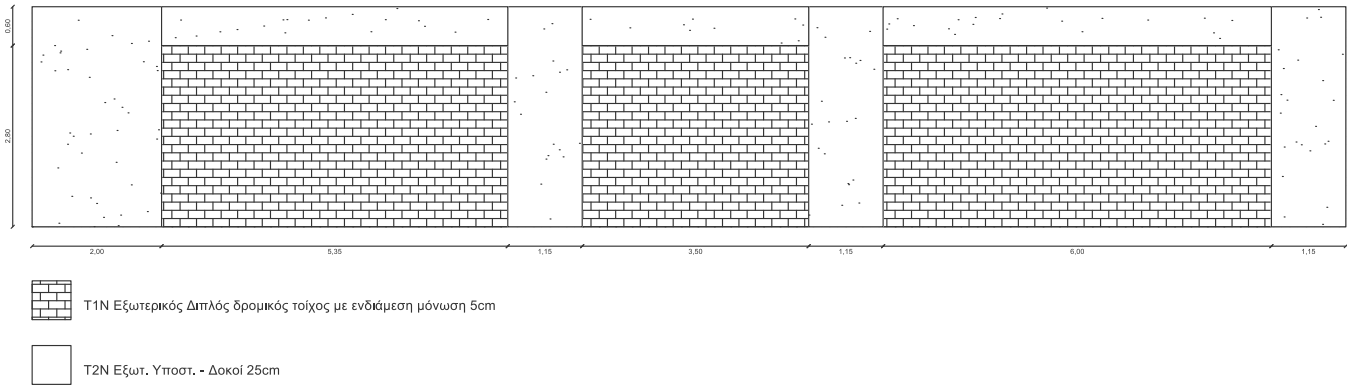 0.60
2.80
2,00 5,35 1,15 3,50 1,15 6,00 1,15
T1N Εξωτερικός Διπλός δρομικός τοίχος με ενδιάμεση μόνωση 5cm
T2N Εξωτ. Υποστ. - Δοκοί 25cm